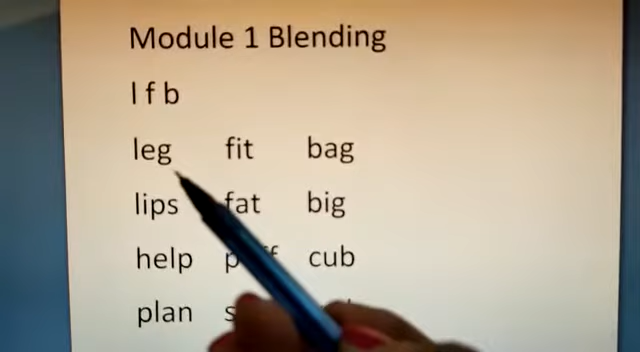 Module 1 Blending
l f b
leg fit bag
lips fat big
help cub
plan